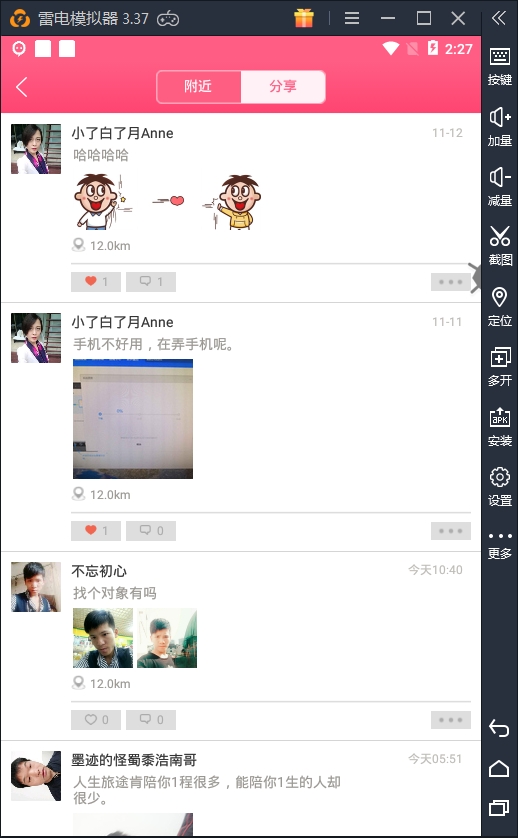 雷电模拟器 3.37
2:27
附近
分享
小了白了月Anne
11-12
哈哈哈哈
12.0km
1
1
小了白了月Anne
11-11
手机不好用，在弄手机呢。
12.0km
1
0
不忘初心
今天10:40
找个对象有吗
12.0km
0
0
墨迹的怪蜀黍浩南哥
今天05:51
人生旅途肯陪你1程很多，能陪你1生的人却
很少。
按键
加量
减量
截图
定位
多开
APK
安装
设置
更多